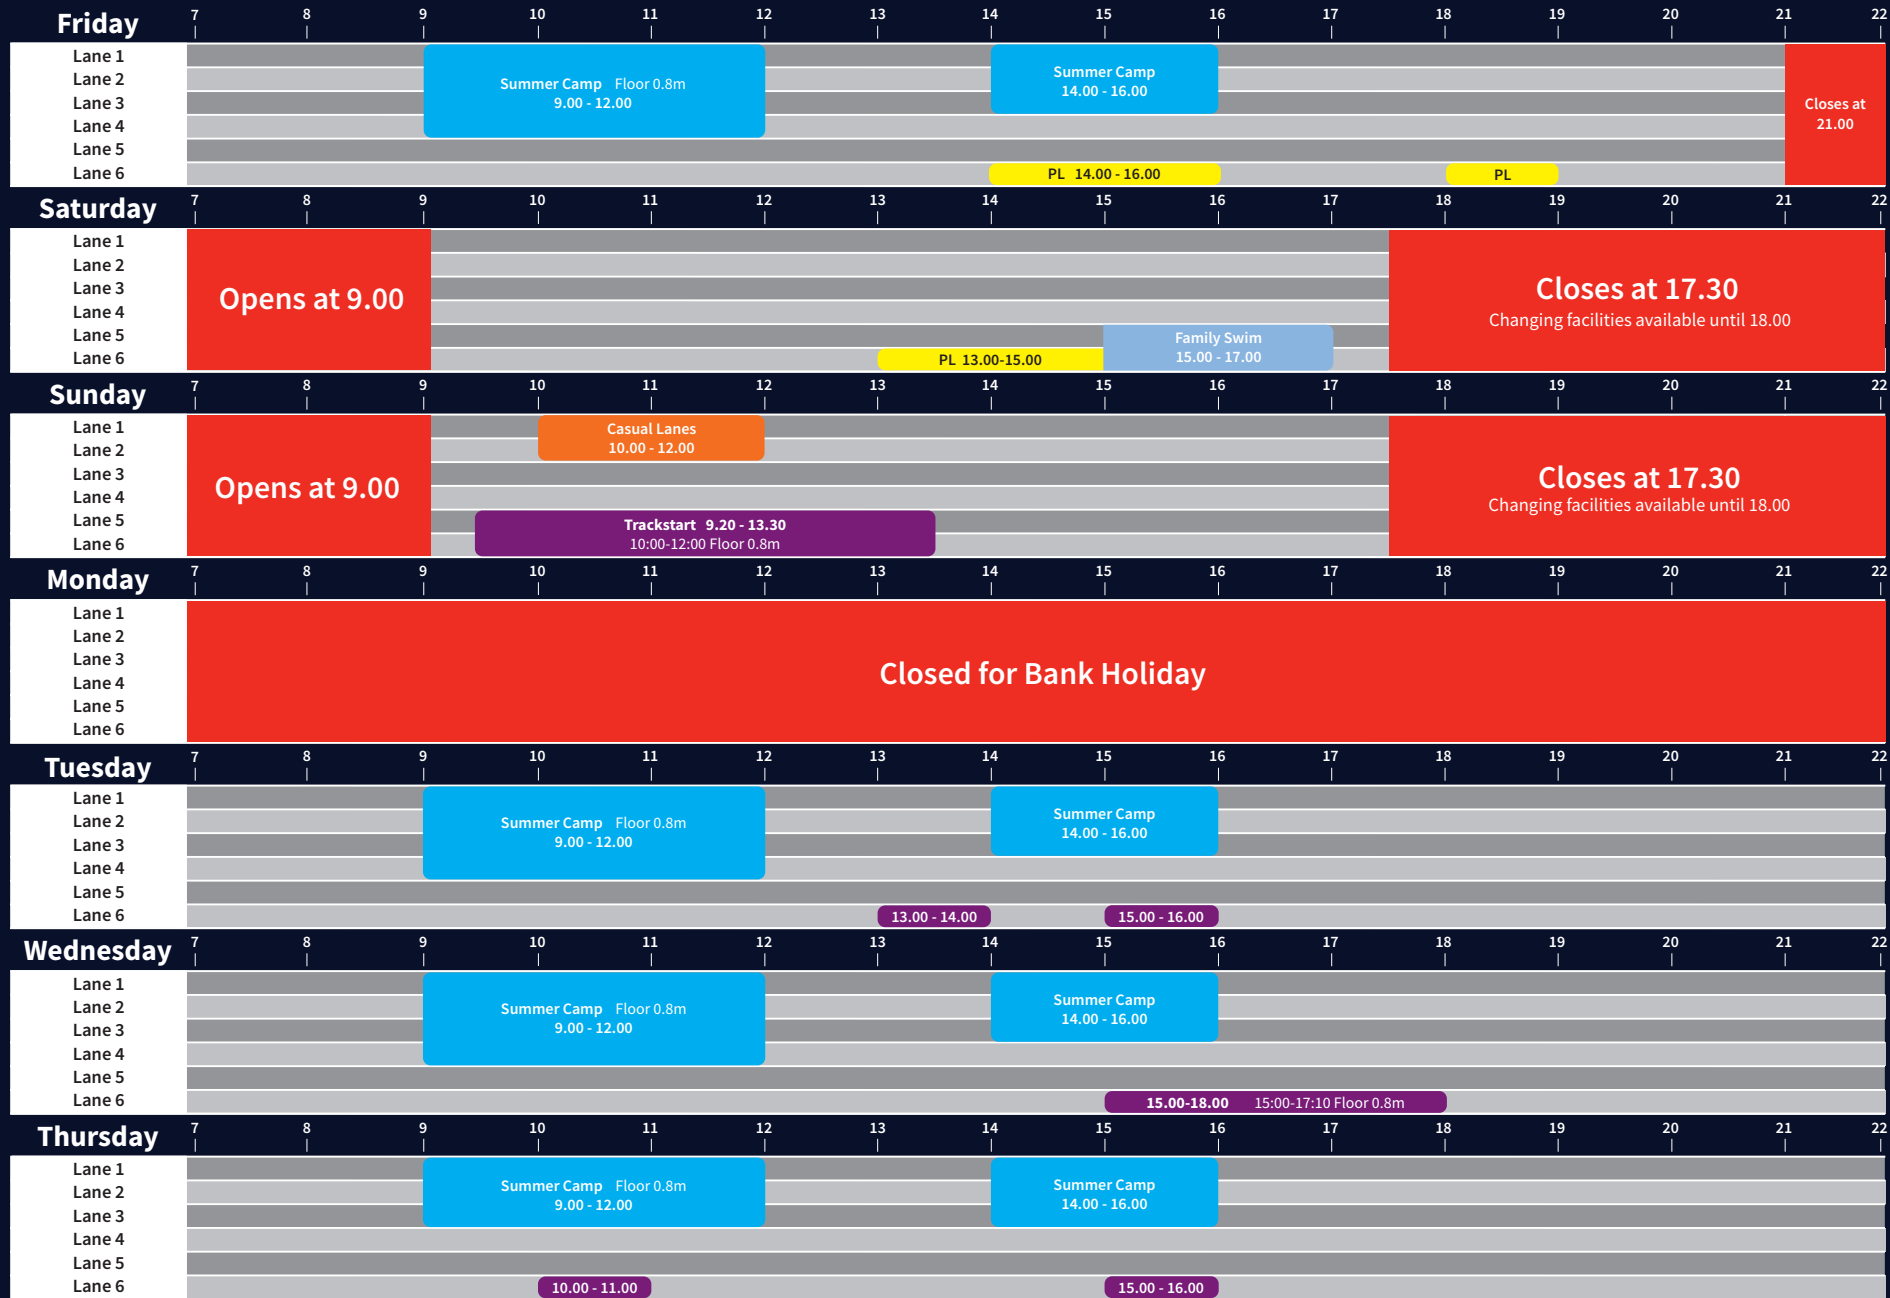 Friday 7 8 9 10 11 12 13 14 15 16 17 18 19 20 21 22
Lane 1
Lane 2
Lane 3
Lane 4
Lane 5
Lane 6
Summer Camp Floor 0.8m
9.00 - 12.00
Summer Camp
14.00 - 16.00
PL 14.00 - 16.00
PL
Closes at
21.00
Saturday 7 8 9 10 11 12 13 14 15 16 17 18 19 20 21 22
Lane 1
Lane 2
Lane 3
Lane 4
Lane 5
Lane 6
Opens at 9.00
PL 13.00-15.00
Family Swim
15.00 - 17.00
Closes at 17.30
Changing facilities available until 18.00
Sunday 7 8 9 10 11 12 13 14 15 16 17 18 19 20 21 22
Lane 1
Lane 2
Lane 3
Lane 4
Lane 5
Lane 6
Opens at 9.00
Casual Lanes
10.00 - 12.00
Trackstart 9.20 - 13.30
10:00-12:00 Floor 0.8m
Closes at 17.30
Changing facilities available until 18.00
Monday 7 8 9 10 11 12 13 14 15 16 17 18 19 20 21 22
Lane 1
Lane 2
Lane 3
Lane 4
Lane 5
Lane 6
Closed for Bank Holiday
Tuesday 7 8 9 10 11 12 13 14 15 16 17 18 19 20 21 22
Lane 1
Lane 2
Lane 3
Lane 4
Lane 5
Lane 6
Summer Camp Floor 0.8m
9.00 - 12.00
Summer Camp
14.00 - 16.00
13.00 - 14.00
15.00 - 16.00
Wednesday 7 8 9 10 11 12 13 14 15 16 17 18 19 20 21 22
Lane 1
Lane 2
Lane 3
Lane 4
Lane 5
Lane 6
Summer Camp Floor 0.8m
9.00 - 12.00
Summer Camp
14.00 - 16.00
15.00-18.00 15:00-17:10 Floor 0.8m
Thursday 7 8 9 10 11 12 13 14 15 16 17 18 19 20 21 22
Lane 1
Lane 2
Lane 3
Lane 4
Lane 5
Lane 6
Summer Camp Floor 0.8m
9.00 - 12.00
Summer Camp
14.00 - 16.00
10.00 - 11.00
15.00 - 16.00